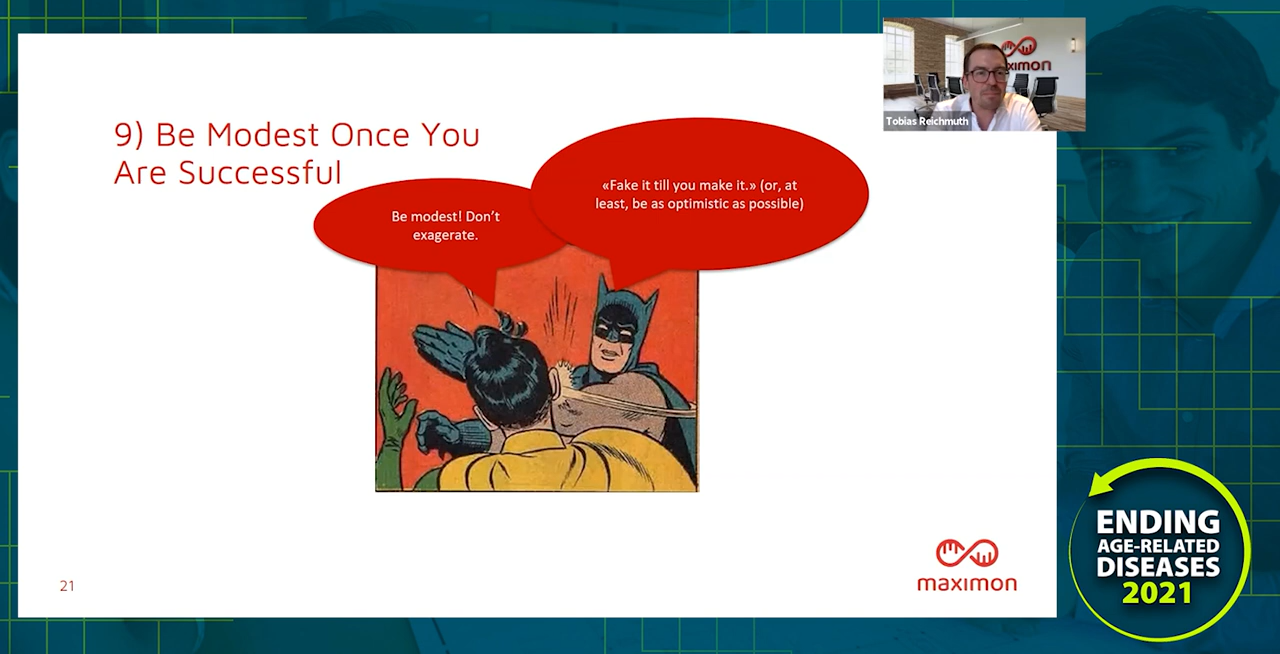 9) Be Modest Once You
Are Successful
Be modest! Don't
exagerate.
«Fake it till you make it.» (or, at
least, be as optimistic as possible)
21
maximon
ximon
Tobias Reichmuth
ENDING
AGE-RELATED
DISEASES
2021